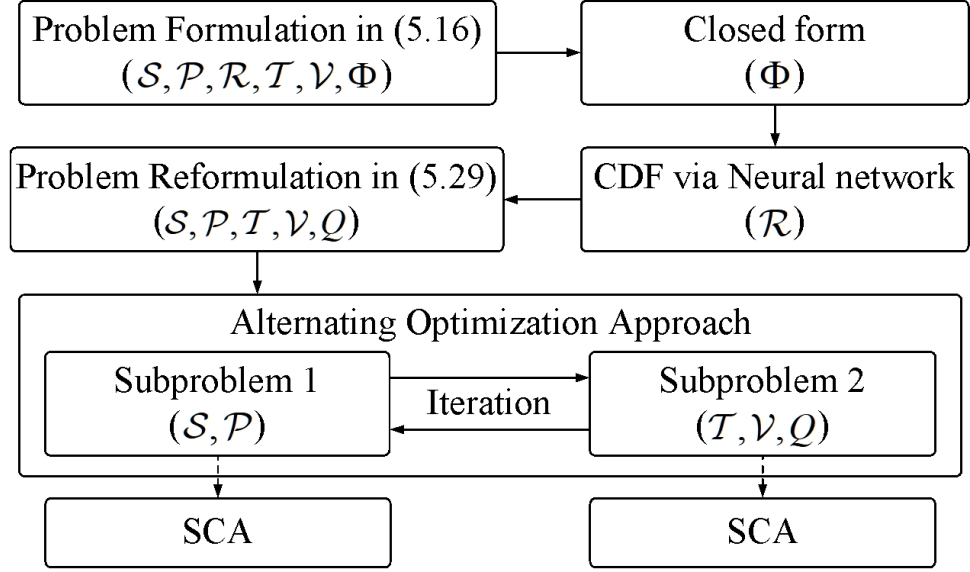 Problem Formulation in (5.16)
(𝒮,𝒫,ℛ,𝒯,𝒱,Φ)
Closed form
(Φ)
Problem Reformulation in (5.29)
(𝒮,𝒫,𝒯,𝒱,𝒬)
CDF via Neural network
(ℛ)
Alternating Optimization Approach
Subproblem 1
(𝒮,𝒫)
Iteration
Subproblem 2
(𝒯,𝒱,𝒬)
SCA
SCA